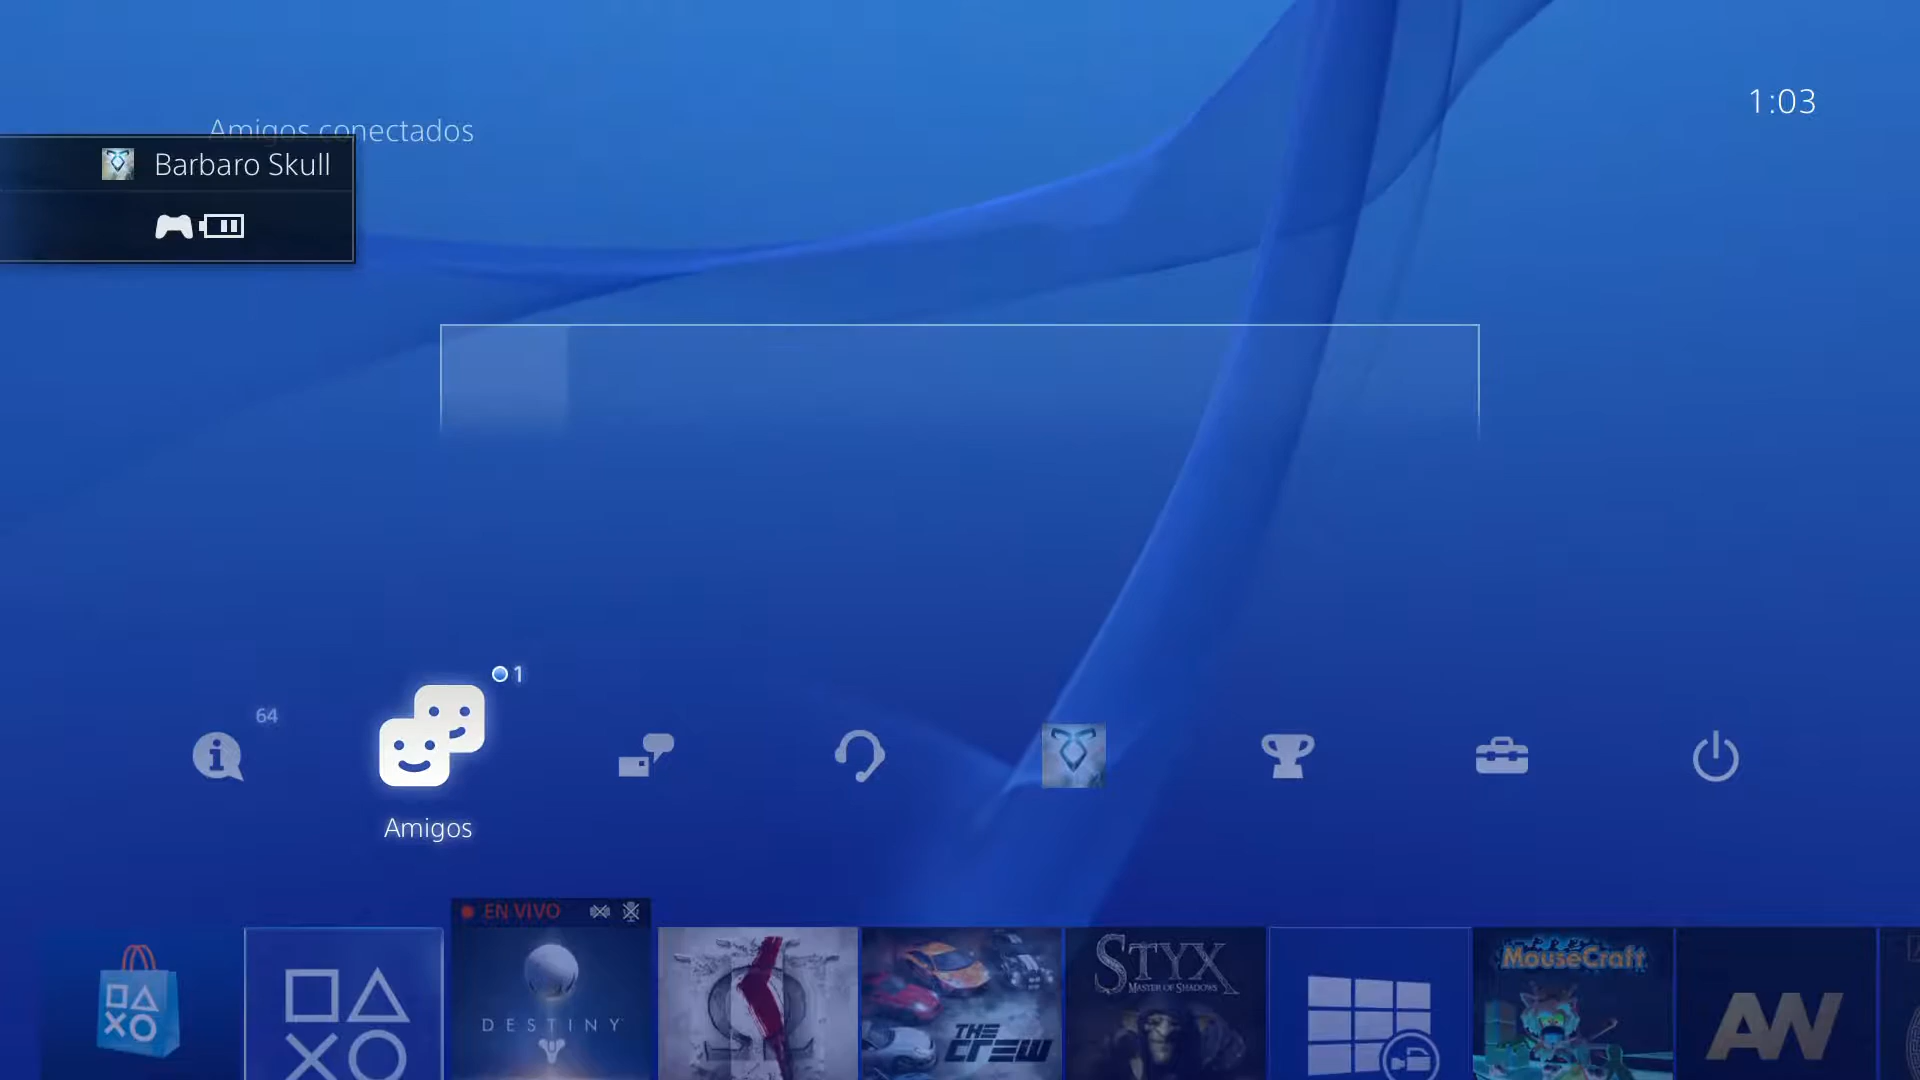 1:03
Amigos conectados
Barbaro Skull
1
64
Amigos
EN VIVO
DESTINY
THE CREW
STYX
MASTER OF SHADOWS
MouseCraft
AW